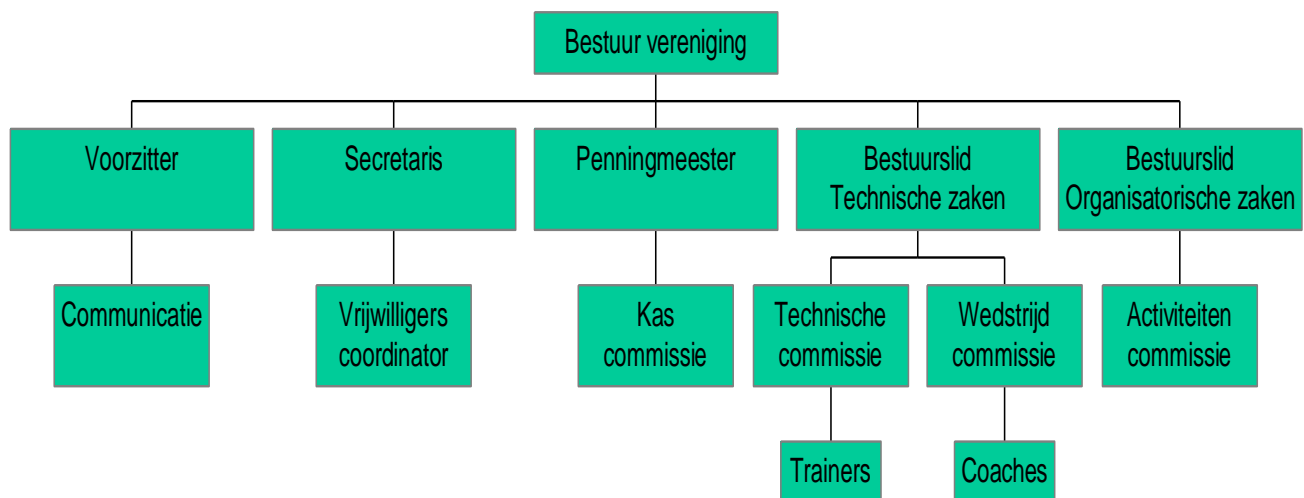 Bestuur vereniging
Voorzitter
Secretaris
Penningmeester
Bestuurslid
Technische zaken
Bestuurslid
Organisatorische zaken
Communicatie
Vrijwilligers
coordinator
Kas
commissie
Technische
commissie
Wedstrijd
commissie
Activiteiten
commissie
Trainers
Coaches